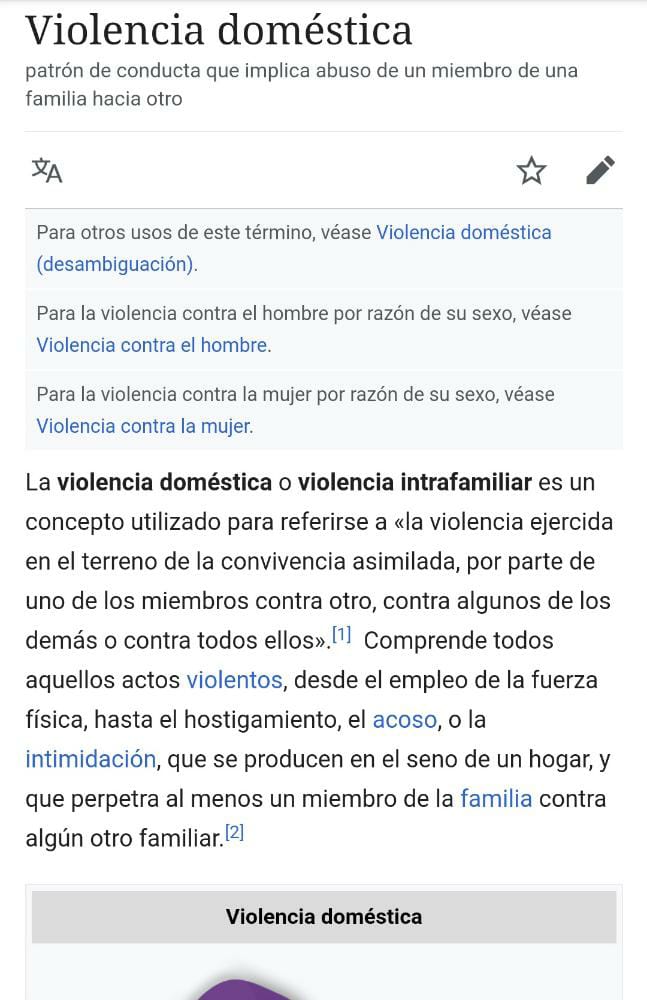 Violencia doméstica
patrón de conducta que implica abuso de un miembro de una
familia hacia otro
Para otros usos de este término, véase Violencia doméstica
(desambiguación).
Para la violencia contra el hombre por razón de su sexo, véase
Violencia contra el hombre.
Para la violencia contra la mujer por razón de su sexo, véase
Violencia contra la mujer.
La violencia doméstica o violencia intrafamiliar es un
concepto utilizado para referirse a «la violencia ejercida
en el terreno de la convivencia asimilada, por parte de
uno de los miembros contra otro, contra algunos de los
demás o contra todos ellos».[1] Comprende todos
aquellos actos violentos, desde el empleo de la fuerza
física, hasta el hostigamiento, el acoso, o la
intimidación, que se producen en el seno de un hogar, y
que perpetra al menos un miembro de la familia contra
algún otro familiar.[2]
Violencia doméstica